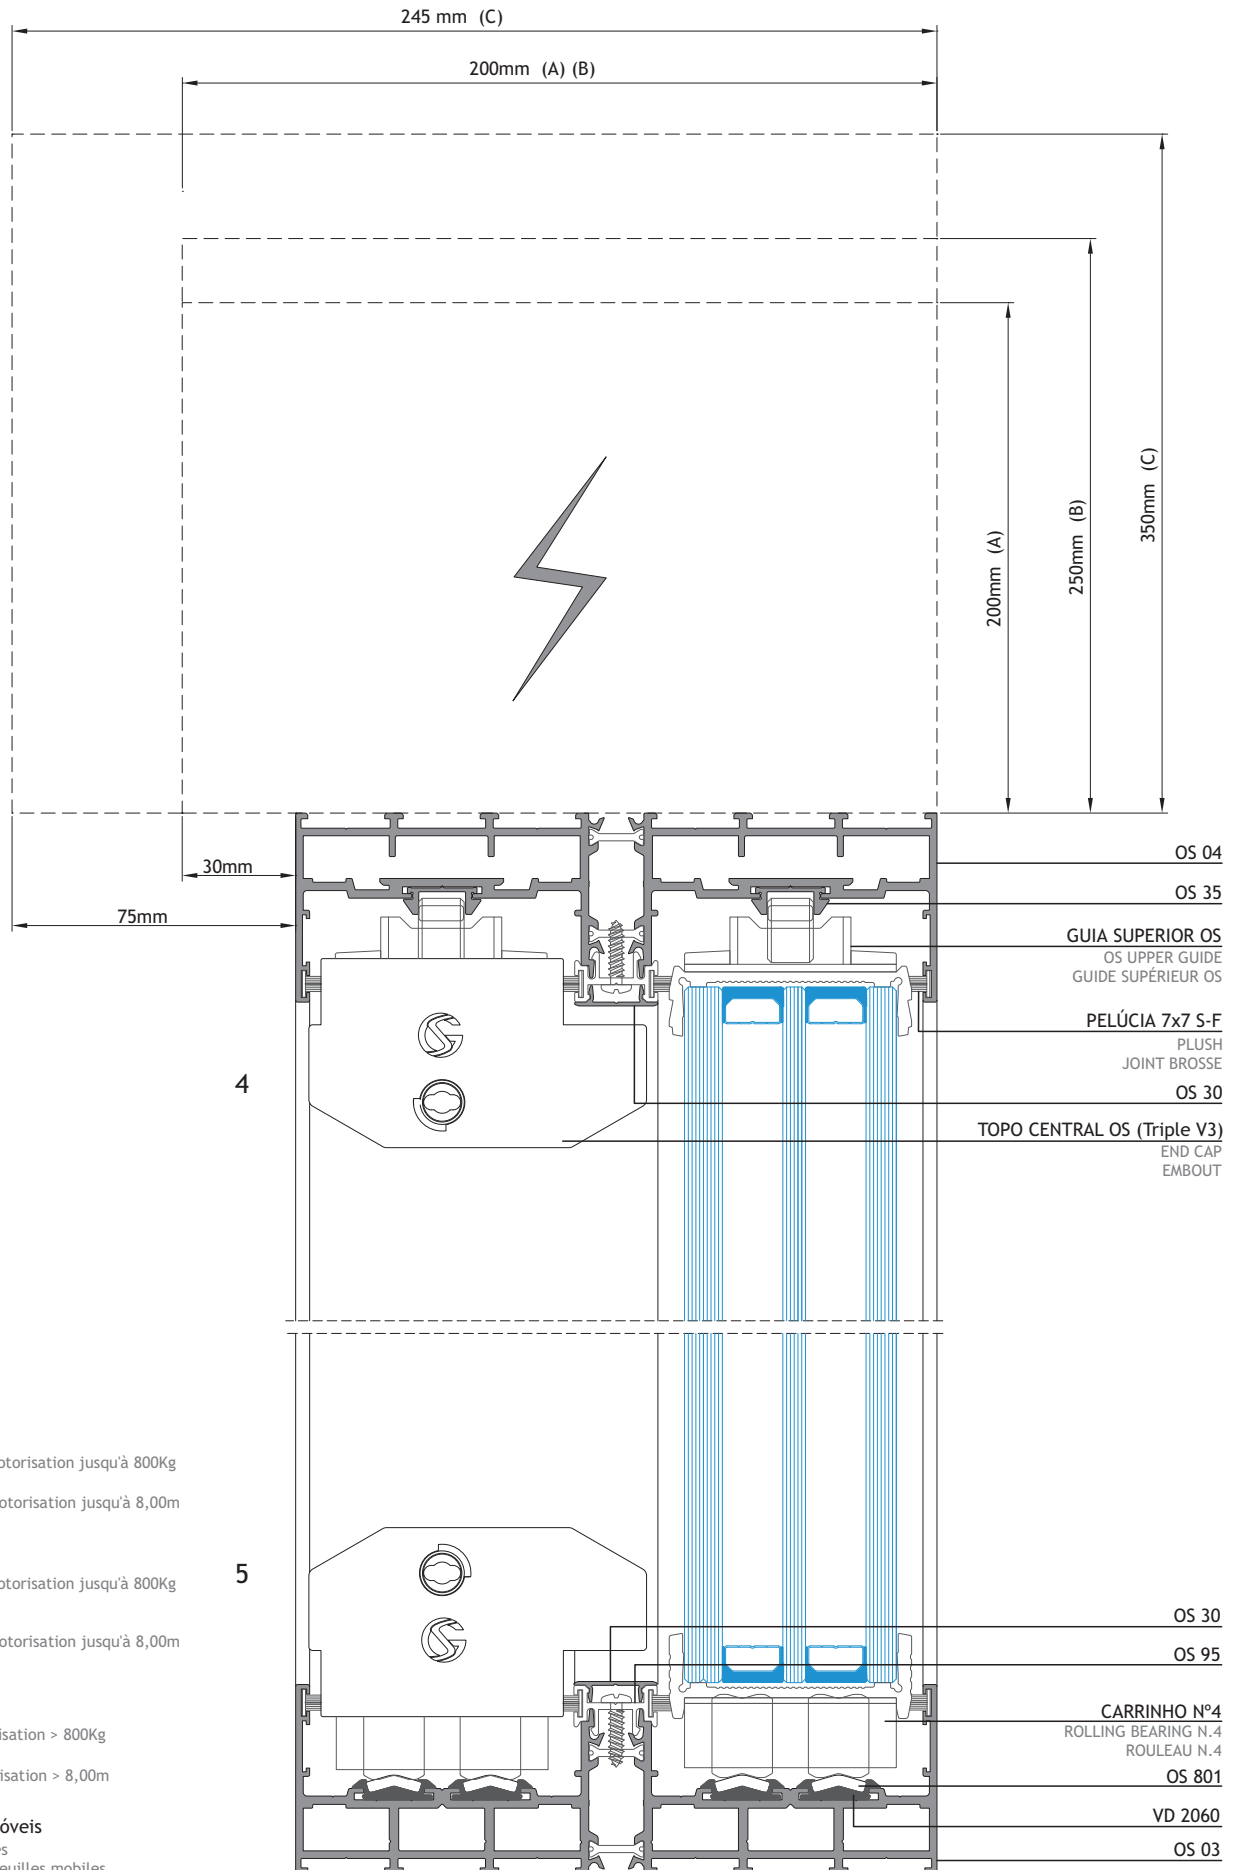 245 mm (C)
200mm (A) (B)
350mm (C)
250mm (B)
200mm (A)
30mm
75mm
OS 04
OS 35
GUIA SUPERIOR OS
OS UPPER GUIDE
GUIDE SUPÉRIEUR OS
PELÚCIA 7x7 S-F
PLUSH
JOINT BROSSE
OS 30
TOPO CENTRAL OS (Triple V3)
END CAP
EMBOUT
4
otorisation jusqu'à 800Kg
otorisation jusqu'à 8,00m
5
otorisation jusqu'à 800Kg
otorisation jusqu'à 8,00m
OS 30
OS 95
CARRINHO Nº4
ROLLING BEARING N.4
ROULEAU N.4
isation > 800Kg
isation > 8,00m
OS 801
VD 2060
OS 03
óveis
es
euilles mobiles